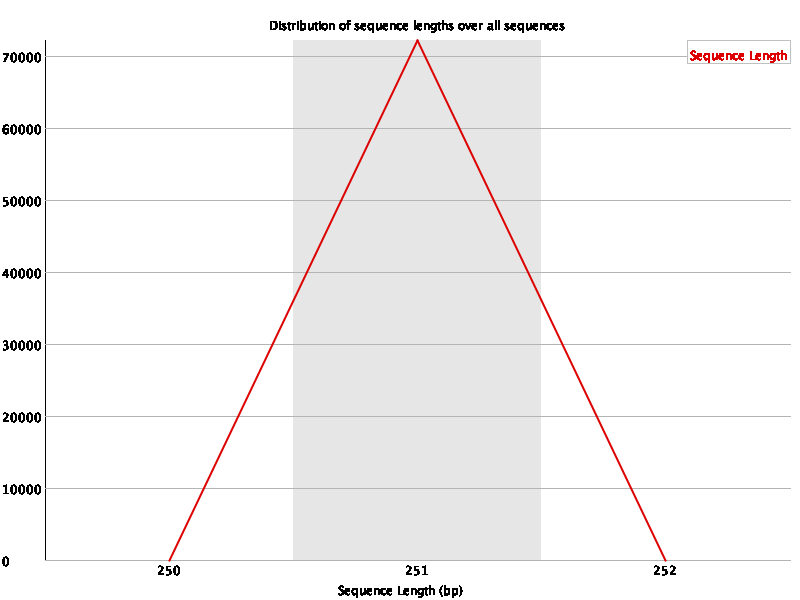 Distribution of sequence lengths over all sequences
Sequence Length
70000
60000
50000
40000
30000
20000
10000
0
250 251 252
Sequence Length (bp)